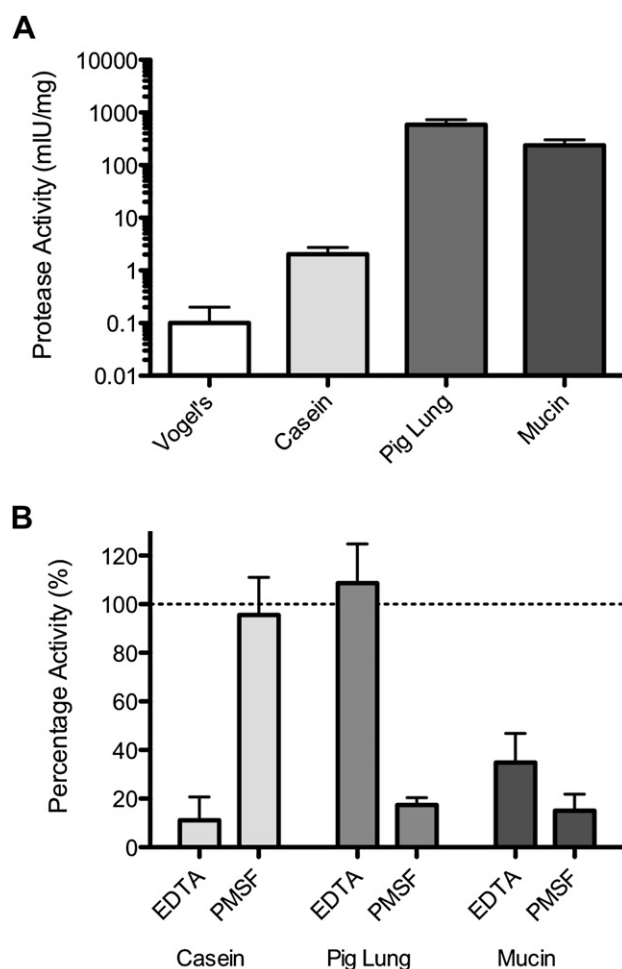 A
Protease Activity (mIU/mg)
10000
1000
100
10
1
0.1
0.01
Vogel's
Casein
Pig Lung
Mucin
B
Percentage Activity (%)
120
100
80
60
40
20
0
EDTA
PMSF
EDTA
PMSF
EDTA
PMSF
Casein
Pig Lung
Mucin